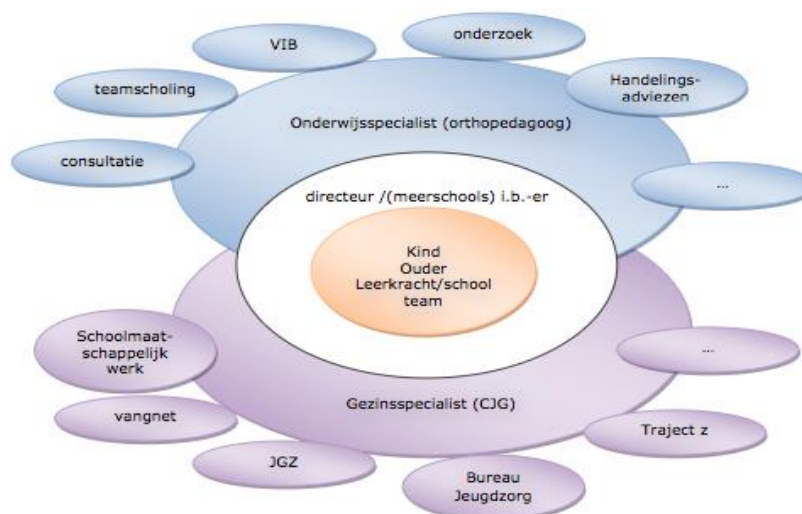 VIB
onderzoek
teamscholing
Handelings-
adviezen
Onderwijsspecialist (orthopedagoog)
consultatie
...
directeur /(meerschools) i.b.-er
Kind
Ouder
Leerkracht/school
team
Schoolmaat-
schappelijk
werk
...
Gezinsspecialist (CJG)
vangnet
Traject z
JGZ
Bureau
Jeugdzorg